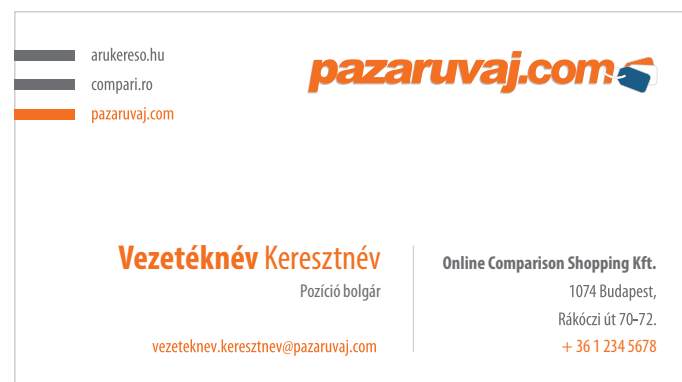 arukereso.hu
compari.ro
pazaruvaj.com
pazaruvaj.com
Vezetéknév Keresztnév
Pozíció bolgár
vezeteknev.keresztnev@pazaruvaj.com
Online Comparison Shopping Kft.
1074 Budapest,
Rákóczi út 70-72.
+ 36 1 234 5678